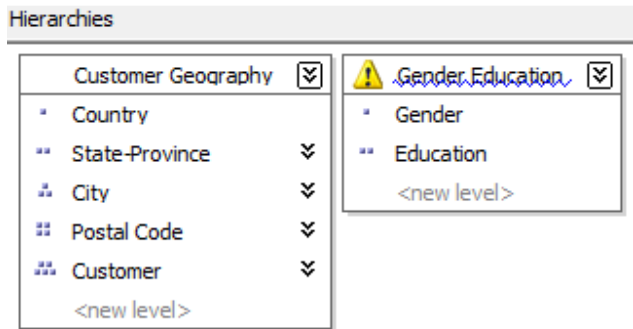 Hierarchies
Customer Geography
Country
State-Province
City
Postal Code
Customer
<new level>
Gender Education
Gender
Education
<new level>